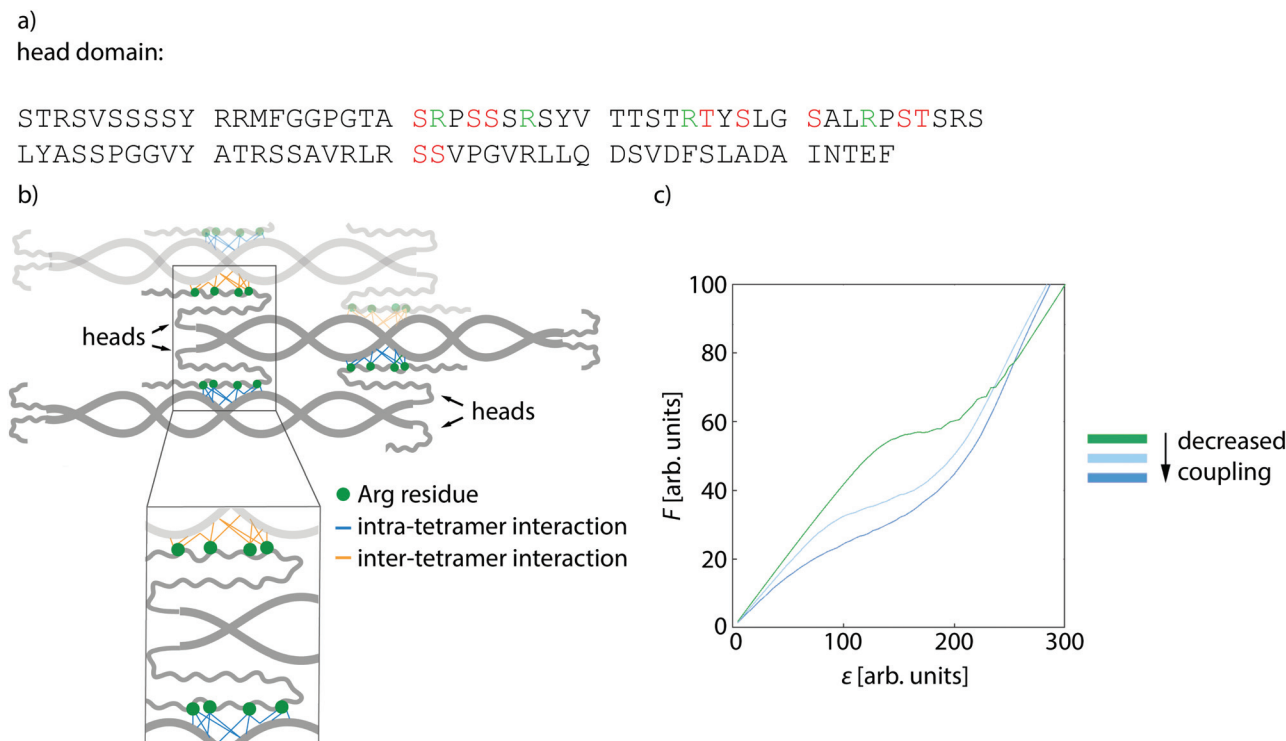 a)
head domain:
STRSVSSSSY RRMFGGPGTA SRPSSSRSYV TTSTRTYSLG SALRPSTSRS
LYASSPGGVY ATRSSAVRLR SSVPGVRLLQ DSVDFSLADA INTEF
b)
heads
heads
Arg residue
intra-tetramer interaction
inter-tetramer interaction
c)
100
80
60
40
20
0
F [arb. units]
0 100 200 300
ε [arb. units]
decreased
coupling